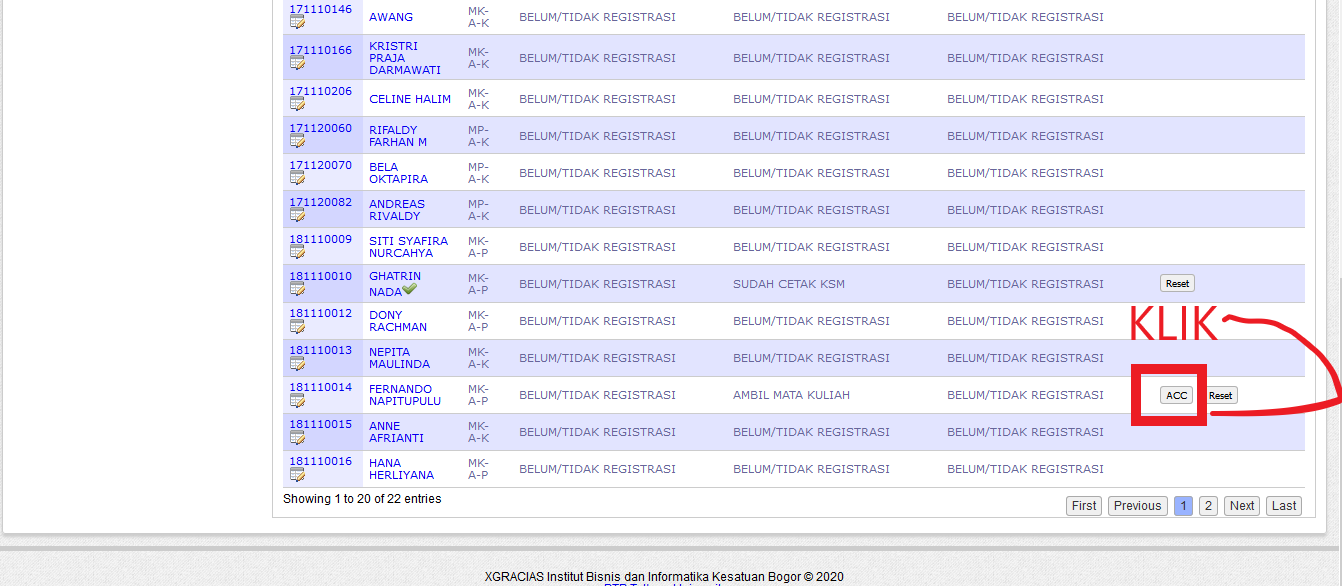 171110146 AWANG MK-A-K BELUM/TIDAK REGISTRASI BELUM/TIDAK REGISTRASI BELUM/TIDAK REGISTRASI
171110166 KRISTRI PRAJA DARMAWATI MK-A-K BELUM/TIDAK REGISTRASI BELUM/TIDAK REGISTRASI BELUM/TIDAK REGISTRASI
171110206 CELINE HALIM MK-A-K BELUM/TIDAK REGISTRASI BELUM/TIDAK REGISTRASI BELUM/TIDAK REGISTRASI
171120060 RIFALDY FARHAN M MP-A-K BELUM/TIDAK REGISTRASI BELUM/TIDAK REGISTRASI BELUM/TIDAK REGISTRASI
171120070 BELA OKTAPIRA MP-A-K BELUM/TIDAK REGISTRASI BELUM/TIDAK REGISTRASI BELUM/TIDAK REGISTRASI
171120082 ANDREAS RIVALDY MP-A-K BELUM/TIDAK REGISTRASI BELUM/TIDAK REGISTRASI BELUM/TIDAK REGISTRASI
181110009 SITI SYAFIRA NURCAHYA MK-A-P BELUM/TIDAK REGISTRASI BELUM/TIDAK REGISTRASI BELUM/TIDAK REGISTRASI
181110010 GHATRIN NADA MK-A-P BELUM/TIDAK REGISTRASI SUDAH CETAK KSM BELUM/TIDAK REGISTRASI Reset
181110012 DONY RACHMAN MK-A-P BELUM/TIDAK REGISTRASI BELUM/TIDAK REGISTRASI BELUM/TIDAK REGISTRASI
KLIK
181110013 NEPITA MAULINDA MK-A-K BELUM/TIDAK REGISTRASI BELUM/TIDAK REGISTRASI BELUM/TIDAK REGISTRASI
181110014 FERNANDO NAPITUPULU MK-A-P BELUM/TIDAK REGISTRASI AMBIL MATA KULIAH BELUM/TIDAK REGISTRASI ACC Reset
181110015 ANNE AFRIANTI MK-A-K BELUM/TIDAK REGISTRASI BELUM/TIDAK REGISTRASI BELUM/TIDAK REGISTRASI
181110016 HANA HERLIYANA MK-A-P BELUM/TIDAK REGISTRASI BELUM/TIDAK REGISTRASI BELUM/TIDAK REGISTRASI
Showing 1 to 20 of 22 entries
First Previous 1 2 Next Last
XGRACIAS Institut Bisnis dan Informatika Kesatuan Bogor © 2020